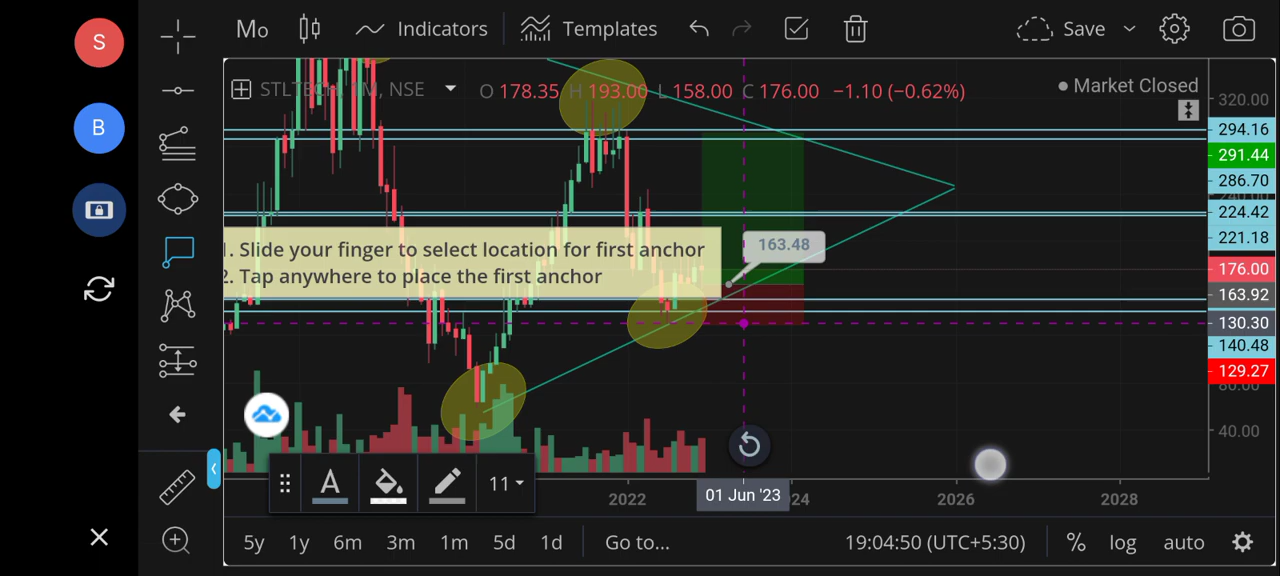 S
B
Mo
Indicators
Templates
Save
STLTECH, 1M, NSE
O 178.35 H 193.00 L 158.00 C 176.00 −1.10 (−0.62%)
Market Closed
320.00
294.16
291.44
286.70
224.42
221.18
176.00
163.92
130.30
140.48
129.27
80.00
40.00
1. Slide your finger to select location for first anchor
2. Tap anywhere to place the first anchor
163.48
11
2022
01 Jun '23
24
2026
2028
5y 1y 6m 3m 1m 5d 1d Go to...
19:04:50 (UTC+5:30) % log auto